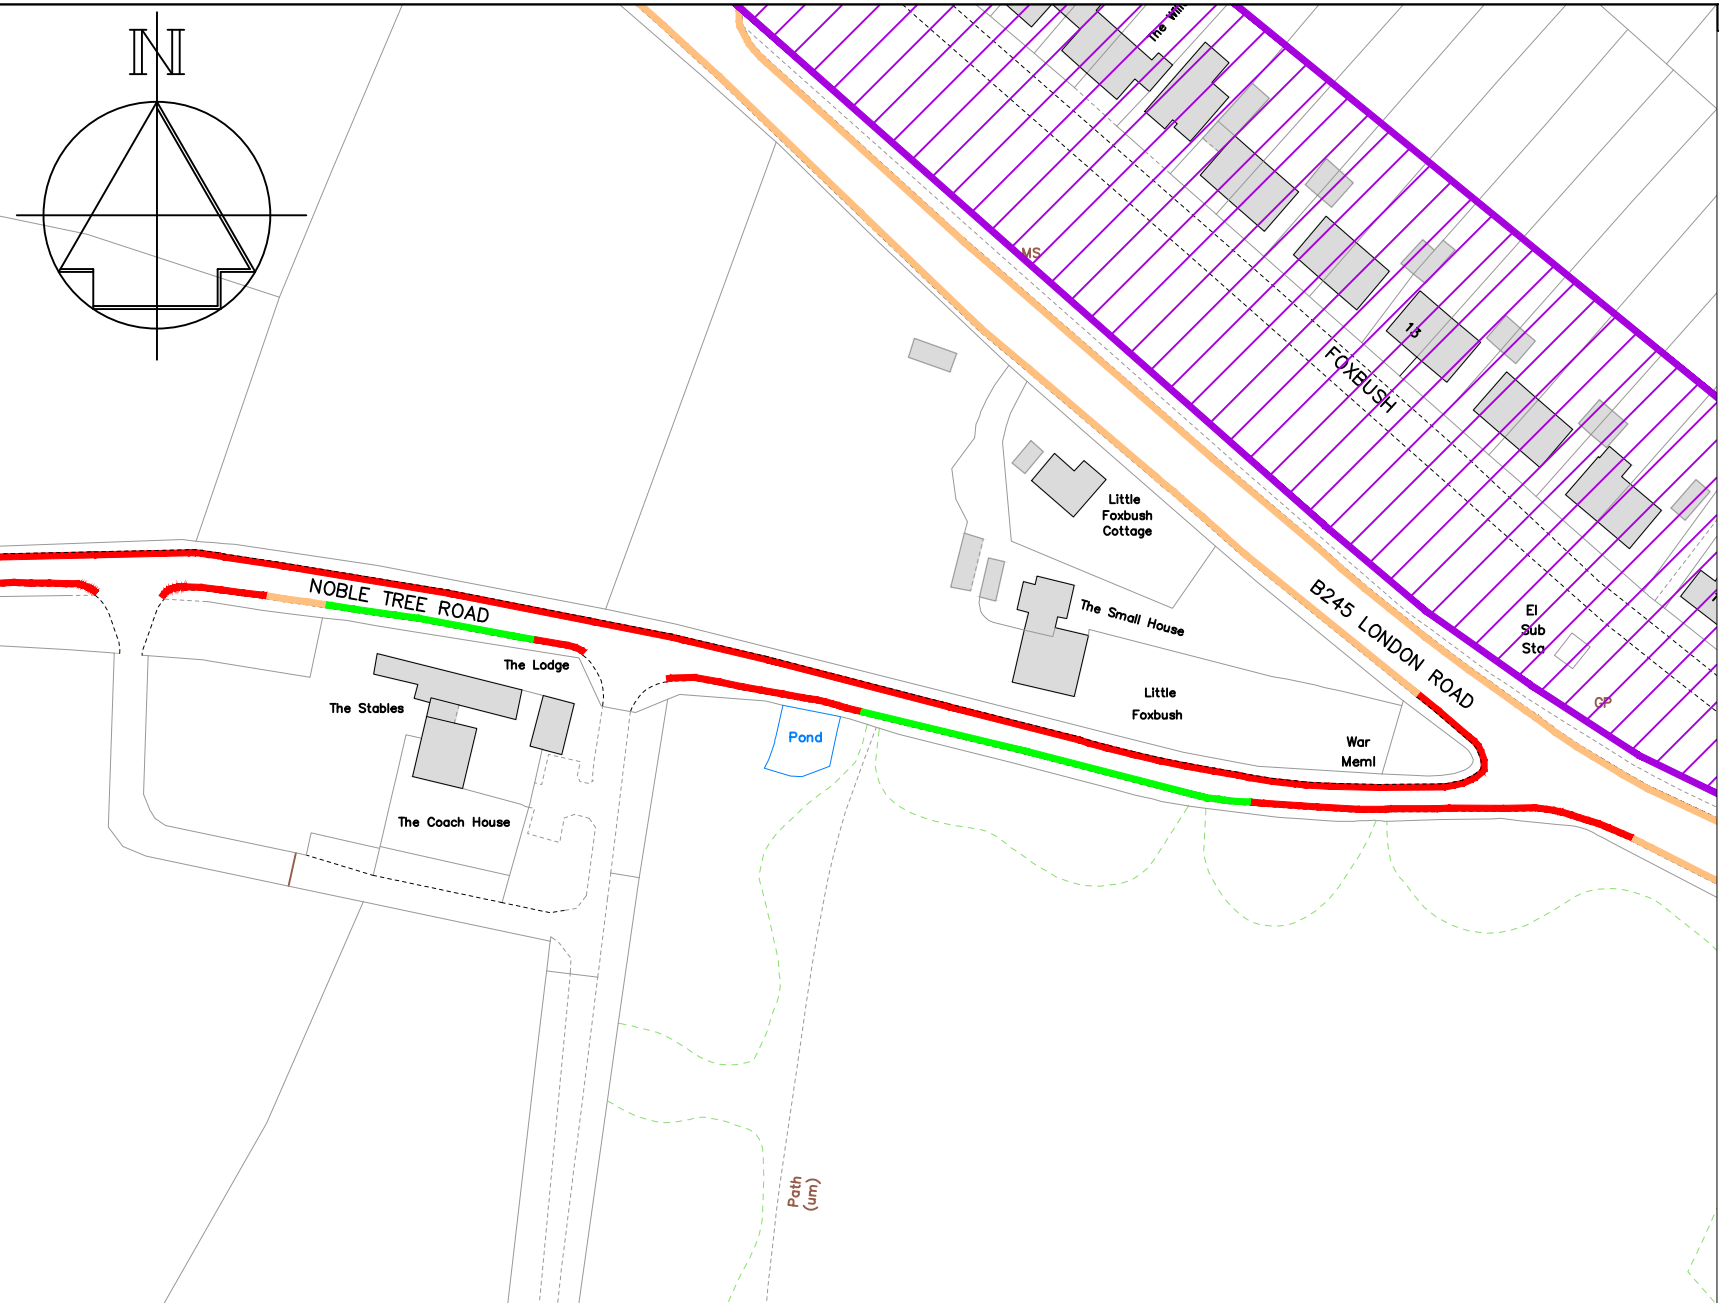 N
The
MS
13
FOXBUSH
Little
Foxbush
Cottage
NOBLE TREE ROAD
The Small House
B245 LONDON ROAD
El
Sub
Sta
The Lodge
The Stables
Little
Foxbush
GP
Pond
War
Meml
The Coach House
Path
(um)